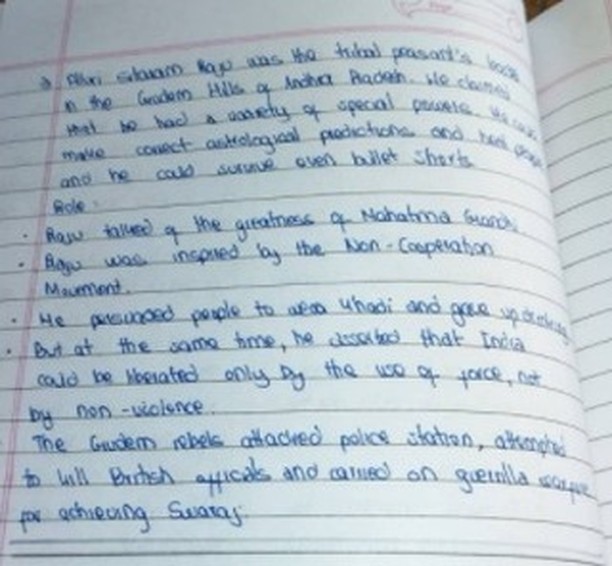 Alluri Sitaram Raju was the tribal peasant's
in the Gudem Hills of Andhra Pradesh. He claimed
that he had a variety of special powers. He could
make correct astrological predictions and heal people
and he could survive even bullet shorts.
Role:
• Raju talked of the greatness of Mahatma Gandhi
• Raju was inspired by the Non-Cooperation
Movement.
• He persuaded people to wear khadi and gave up drinking
• But at the same time, he asserted that India
could be liberated only by the use of force, not
by non-violence.
The Gudem rebels attacked police station, attempted
to kill British officals and carried on guerrilla
for achieving Swaraj.